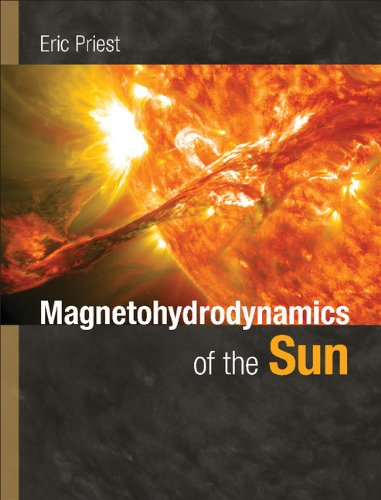 Eric Priest
Magnetohydrodynamics
of the Sun